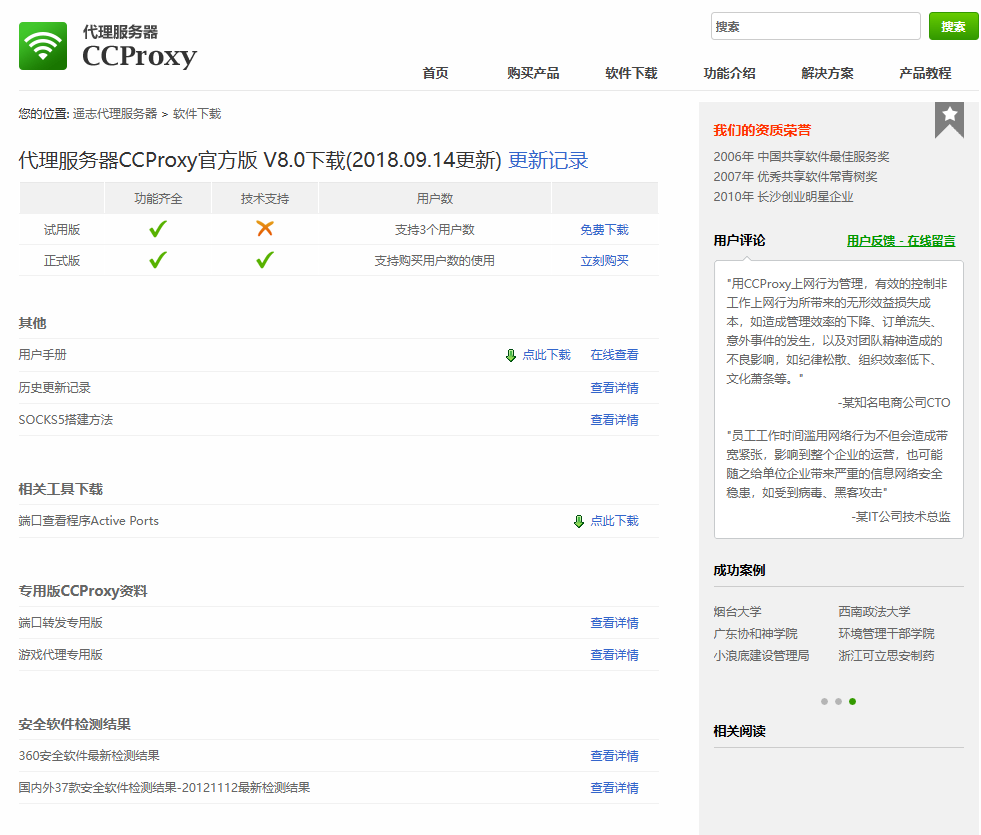 代理服务器
CCProxy
搜索
搜索
首页 购买产品 软件下载 功能介绍 解决方案 产品教程
您的位置: 遥志代理服务器 > 软件下载
代理服务器CCProxy官方版 V8.0下载(2018.09.14更新) 更新记录
功能齐全 技术支持 用户数
试用版 支持3个用户数 免费下载
正式版 支持购买用户数的使用 立刻购买
其他
用户手册 点此下载 在线查看
历史更新记录 查看详情
SOCKS5搭建方法 查看详情
相关工具下载
端口查看程序Active Ports 点此下载
专用版CCProxy资料
端口转发专用版 查看详情
游戏代理专用版 查看详情
安全软件检测结果
360安全软件最新检测结果 查看详情
国内外37款安全软件检测结果-20121112最新检测结果 查看详情
我们的资质荣誉
2006年 中国共享软件最佳服务奖
2007年 优秀共享软件常青树奖
2010年 长沙创业明星企业
用户评论 用户反馈 - 在线留言
"用CCProxy上网行为管理，有效的控制非
工作上网行为所带来的无形效益损失成
本，如造成管理效率的下降、订单流失、
意外事件的发生，以及对团队精神造成的
不良影响，如纪律松散、组织效率低下、
文化萧条等。"
-某知名电商公司CTO
"员工工作时间滥用网络行为不但会造成带
宽紧张，影响到整个企业的运营，也可能
随之给单位企业带来严重的信息网络安全
稳患，如受到病毒、黑客攻击"
-某IT公司技术总监
成功案例
烟台大学 西南政法大学
广东协和神学院 环境管理干部学院
小浪底建设管理局 浙江可立思安制药
相关阅读